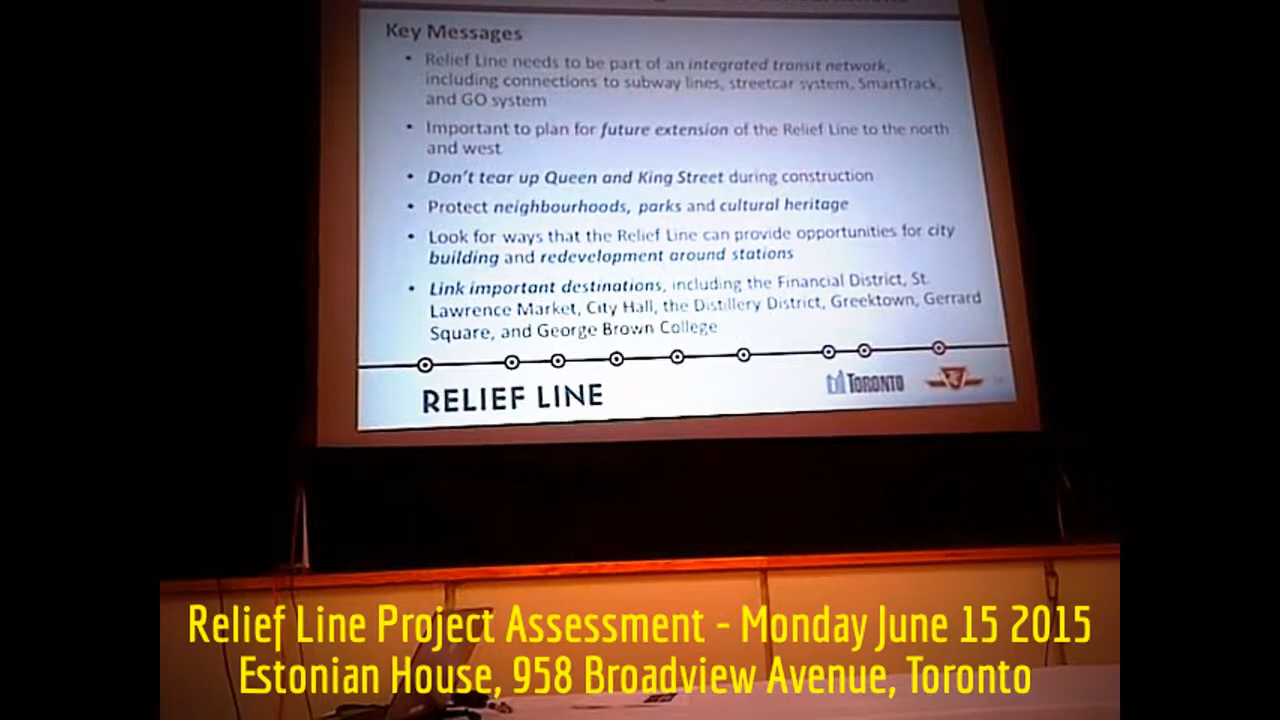 Key Messages
• Relief Line needs to be part of an integrated transit network,
including connections to subway lines, streetcar system, SmartTrack,
and GO system
• Important to plan for future extension of the Relief Line to the north
and west
• Don't tear up Queen and King Street during construction
• Protect neighbourhoods, parks and cultural heritage
• Look for ways that the Relief Line can provide opportunities for city
building and redevelopment around stations
• Link important destinations, including the Financial District, St.
Lawrence Market, City Hall, the Distillery District, Greektown, Gerrard
Square, and George Brown College
RELIEF LINE
TORONTO
Relief Line Project Assessment - Monday June 15 2015
Estonian House, 958 Broadview Avenue, Toronto